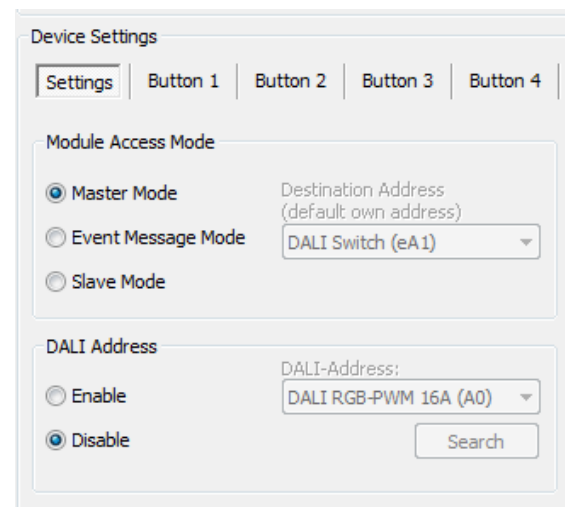 Device Settings
Settings Button 1 Button 2 Button 3 Button 4
Module Access Mode
Master Mode
Destination Address
(default own address)
Event Message Mode
DALI Switch (eA1)
Slave Mode
DALI Address
DALI-Address:
Enable
DALI RGB-PWM 16A (A0)
Disable
Search